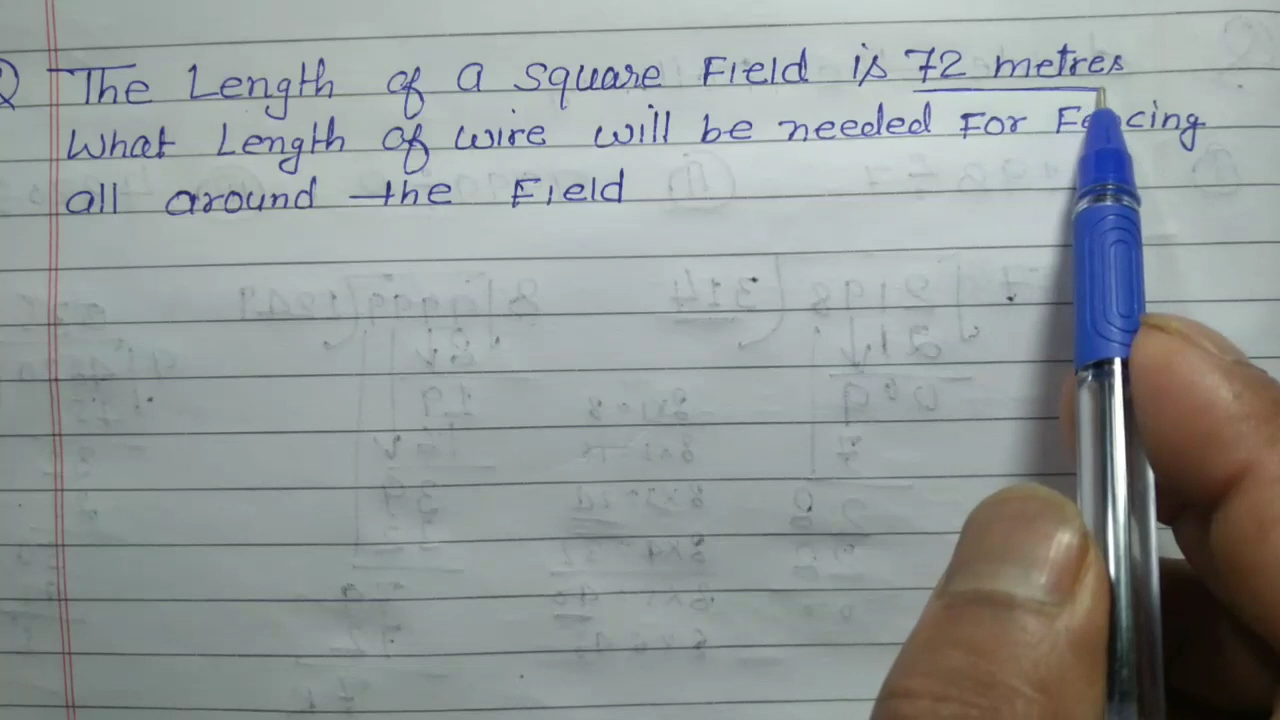 Q The Length of a square Field is 72 metres
What Length of wire will be needed For Fencing
all around the Field